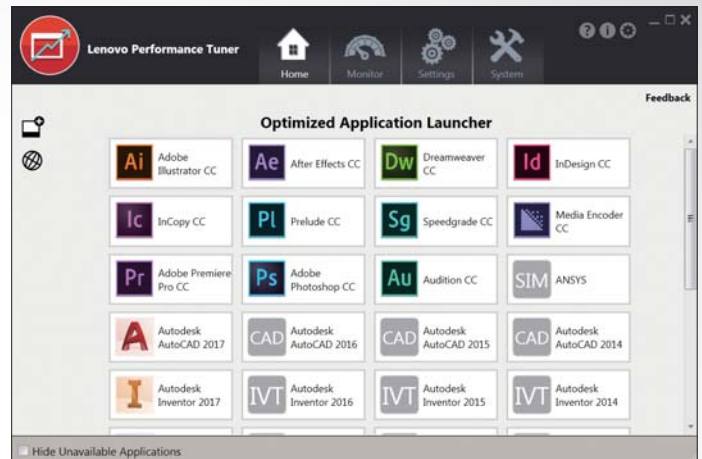 Lenovo Performance Tuner
Home
Monitor
Settings
System
Feedback
Optimized Application Launcher
Ai Adobe
Illustrator CC
Ae After Effects CC
Dw Dreamweaver
CC
Id InDesign CC
Ic InCopy CC
Pl Prelude CC
Sg Speedgrade CC
Media Encoder
CC
Pr Adobe Premiere
Pro CC
Ps Adobe
Photoshop CC
Au Audition CC
SIM ANSYS
Autodesk
AutoCAD 2017
CAD Autodesk
AutoCAD 2016
CAD Autodesk
AutoCAD 2015
CAD Autodesk
AutoCAD 2014
Autodesk
Inventor 2017
IVT Autodesk
Inventor 2016
IVT Autodesk
Inventor 2015
IVT Autodesk
Inventor 2014
Hide Unavailable Applications